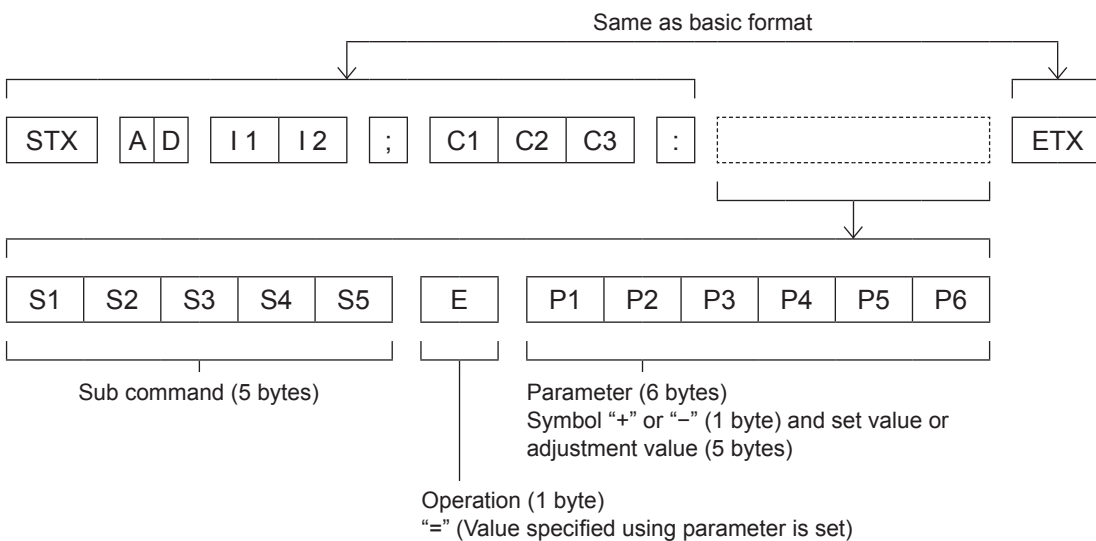 Same as basic format
STX A D I 1 I 2 ; C1 C2 C3 : ETX
S1 S2 S3 S4 S5 E P1 P2 P3 P4 P5 P6
Sub command (5 bytes)
Parameter (6 bytes)
Symbol “+” or “−” (1 byte) and set value or
adjustment value (5 bytes)
Operation (1 byte)
“=” (Value specified using parameter is set)